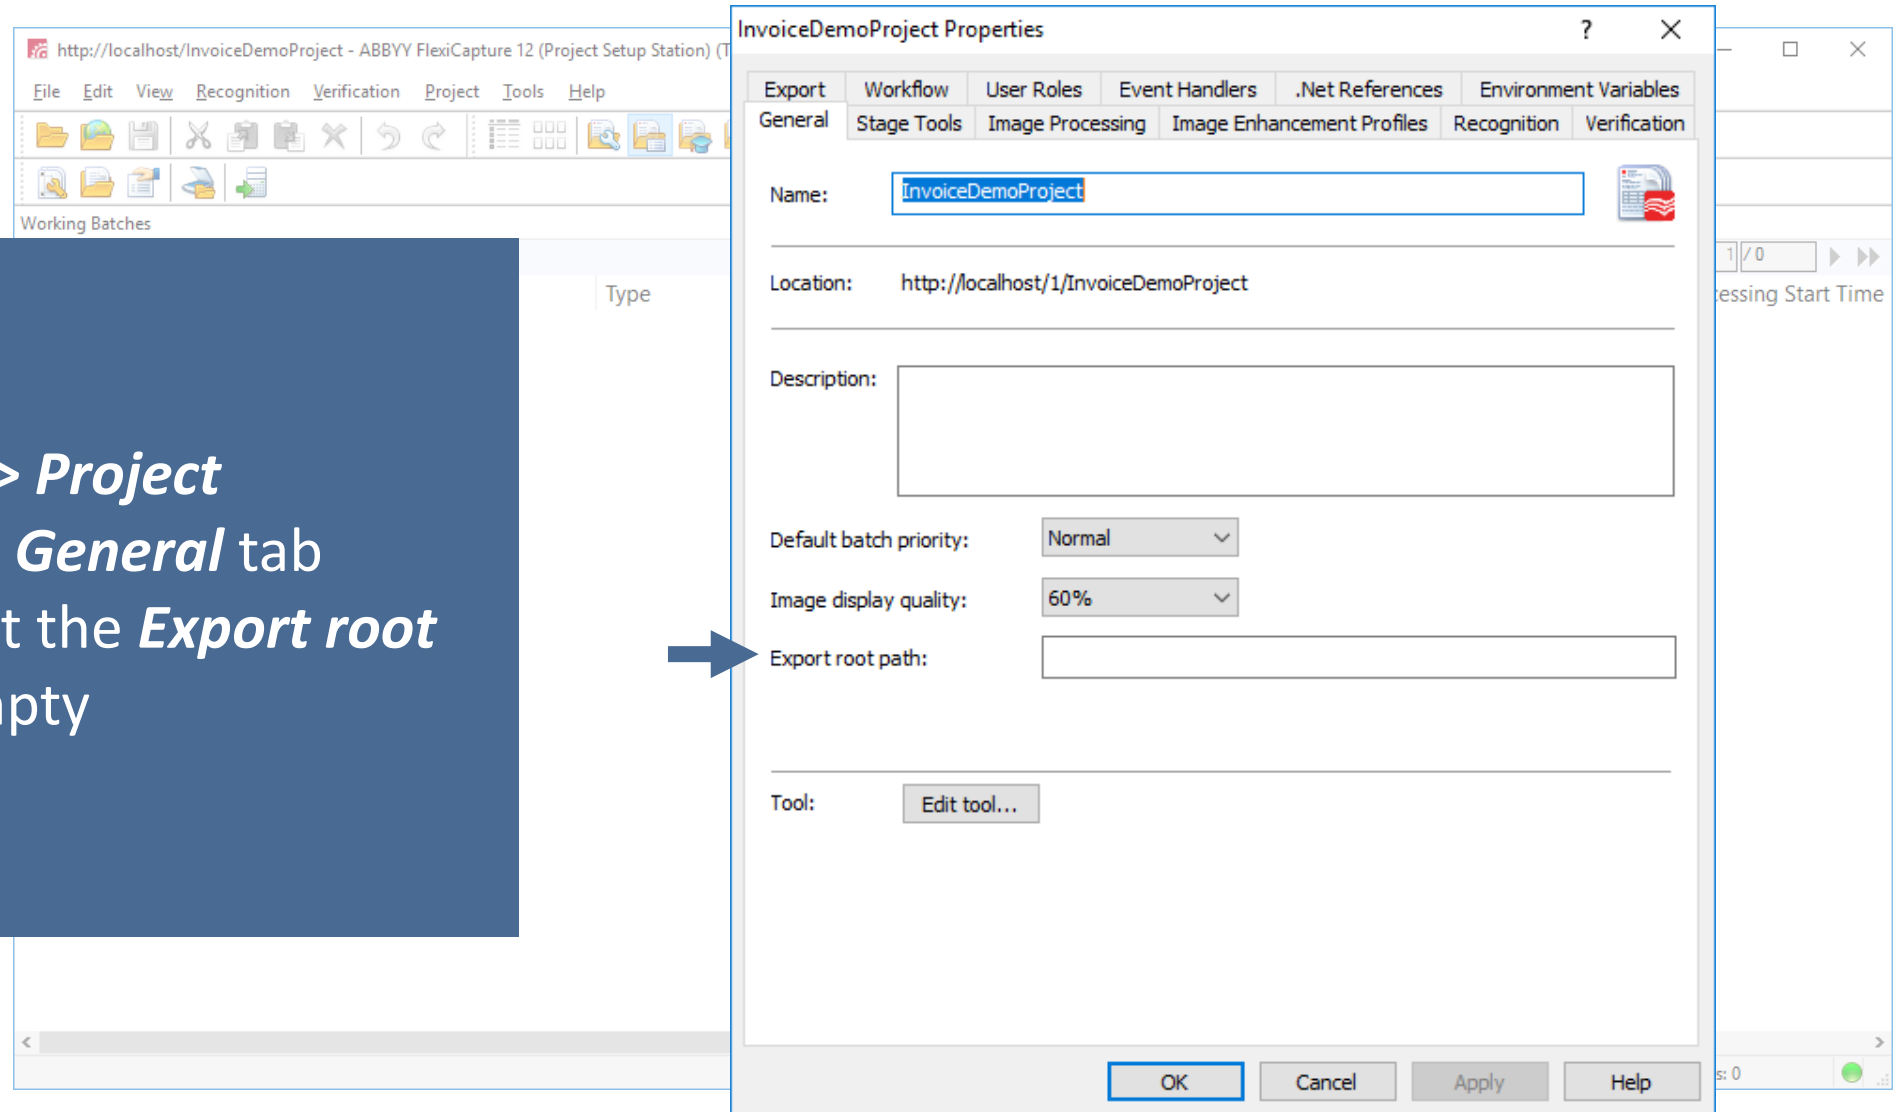 http://localhost/InvoiceDemoProject - ABBYY FlexiCapture 12 (Project Setup Station) (T
File Edit View Recognition Verification Project Tools Help
Working Batches
Type
1 / 0
essing Start Time
> Project
General tab
t the Export root
pty
InvoiceDemoProject Properties
Export Workflow User Roles Event Handlers .Net References Environment Variables
General Stage Tools Image Processing Image Enhancement Profiles Recognition Verification
Name: InvoiceDemoProject
Location: http://localhost/1/InvoiceDemoProject
Description:
Default batch priority: Normal
Image display quality: 60%
Export root path:
Tool: Edit tool...
OK Cancel Apply Help
s: 0